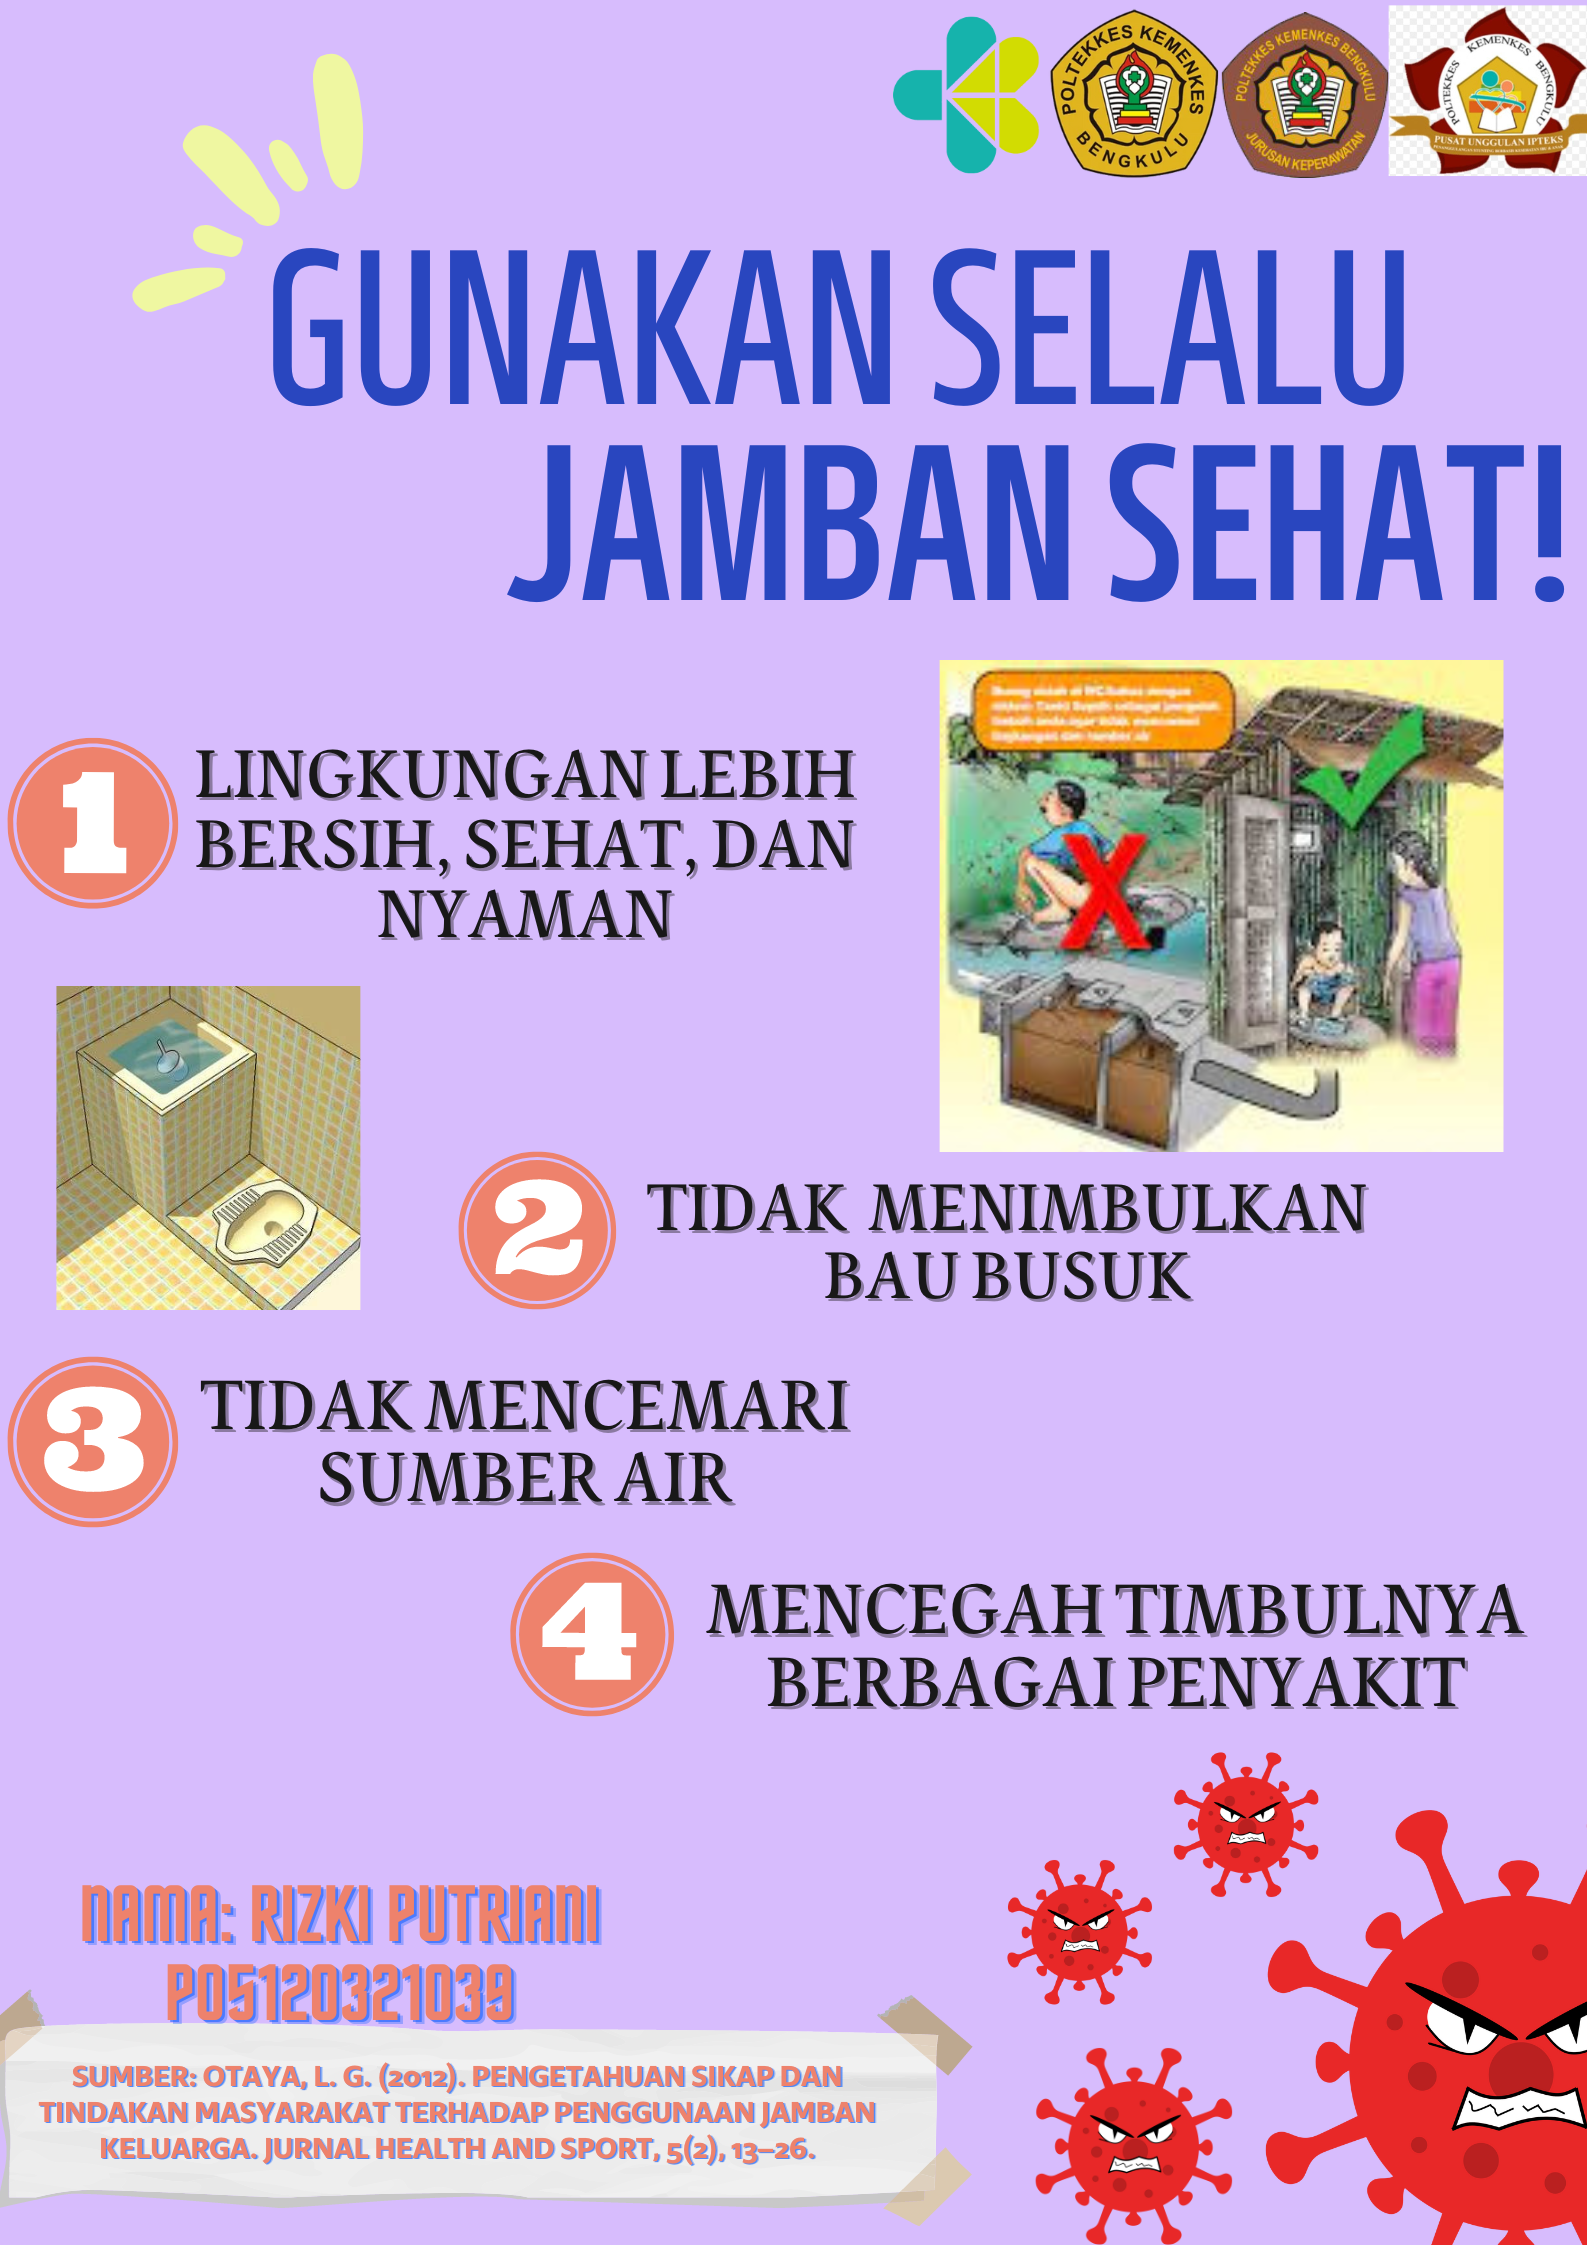 POLTEKKES KEMENKES
BENGKULU
POLTEKKES KEMENKES BENGKULU
JURUSAN KEPERAWATAN
POLTEKKES KEMENKES BENGKULU
PUSAT UNGGULAN IPTEKS
GUNAKAN SELALU
JAMBAN SEHAT!
1
LINGKUNGAN LEBIH
BERSIH, SEHAT, DAN
NYAMAN
2
TIDAK MENIMBULKAN
BAU BUSUK
3
TIDAK MENCEMARI
SUMBER AIR
4
MENCEGAH TIMBULNYA
BERBAGAI PENYAKIT
NAMA: RIZKI PUTRIANI
P05120321039
SUMBER: OTAYA, L. G. (2012). PENGETAHUAN SIKAP DAN
TINDAKAN MASYARAKAT TERHADAP PENGGUNAAN JAMBAN
KELUARGA. JURNAL HEALTH AND SPORT, 5(2), 13–26.